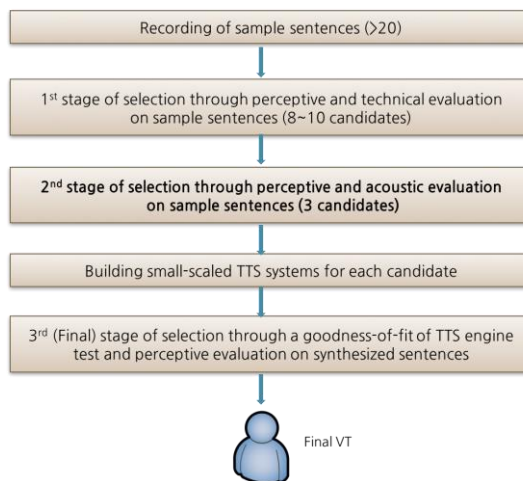 Recording of sample sentences (>20)
1st stage of selection through perceptive and technical evaluation
on sample sentences (8~10 candidates)
2nd stage of selection through perceptive and acoustic evaluation
on sample sentences (3 candidates)
Building small-scaled TTS systems for each candidate
3rd (Final) stage of selection through a goodness-of-fit of TTS engine
test and perceptive evaluation on synthesized sentences
Final VT